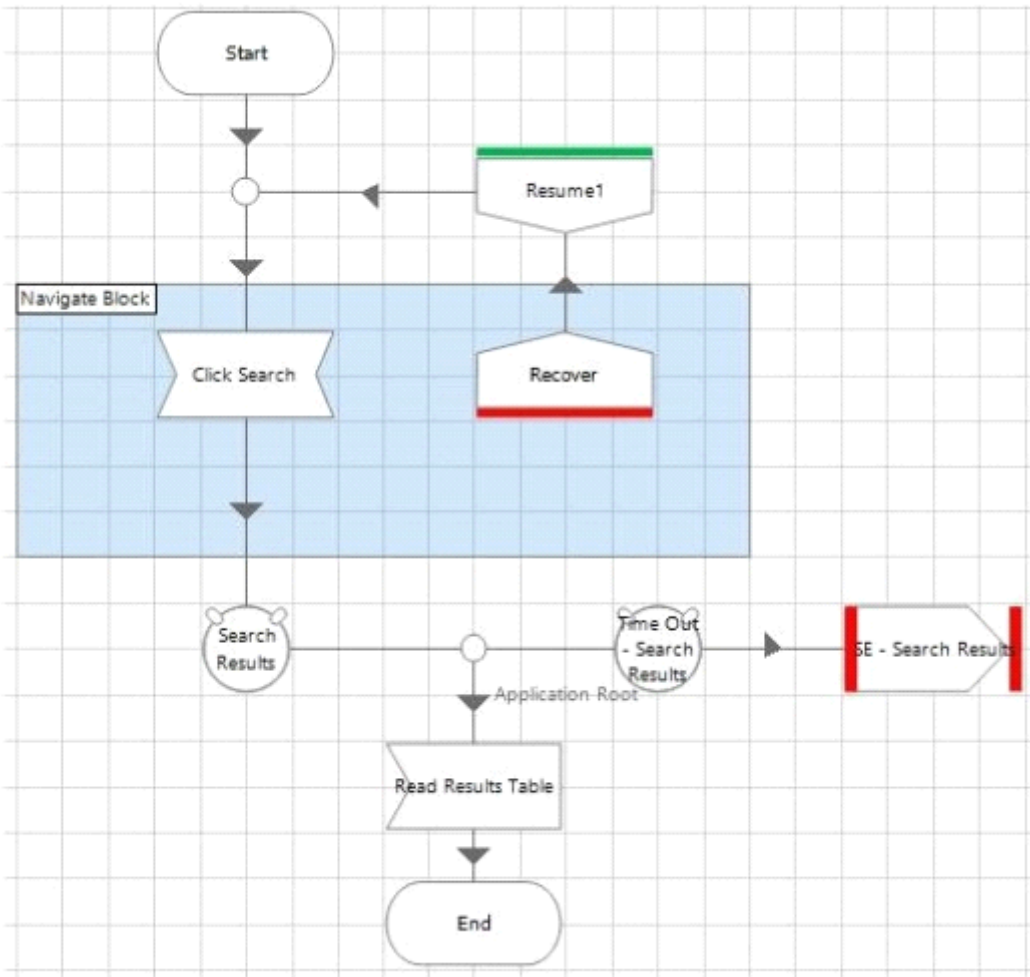 Start
Resume1
Navigate Block
Click Search
Recover
Search
Results
Time Out
- Search
Results
SE - Search Results
Application Root
Read Results Table
End